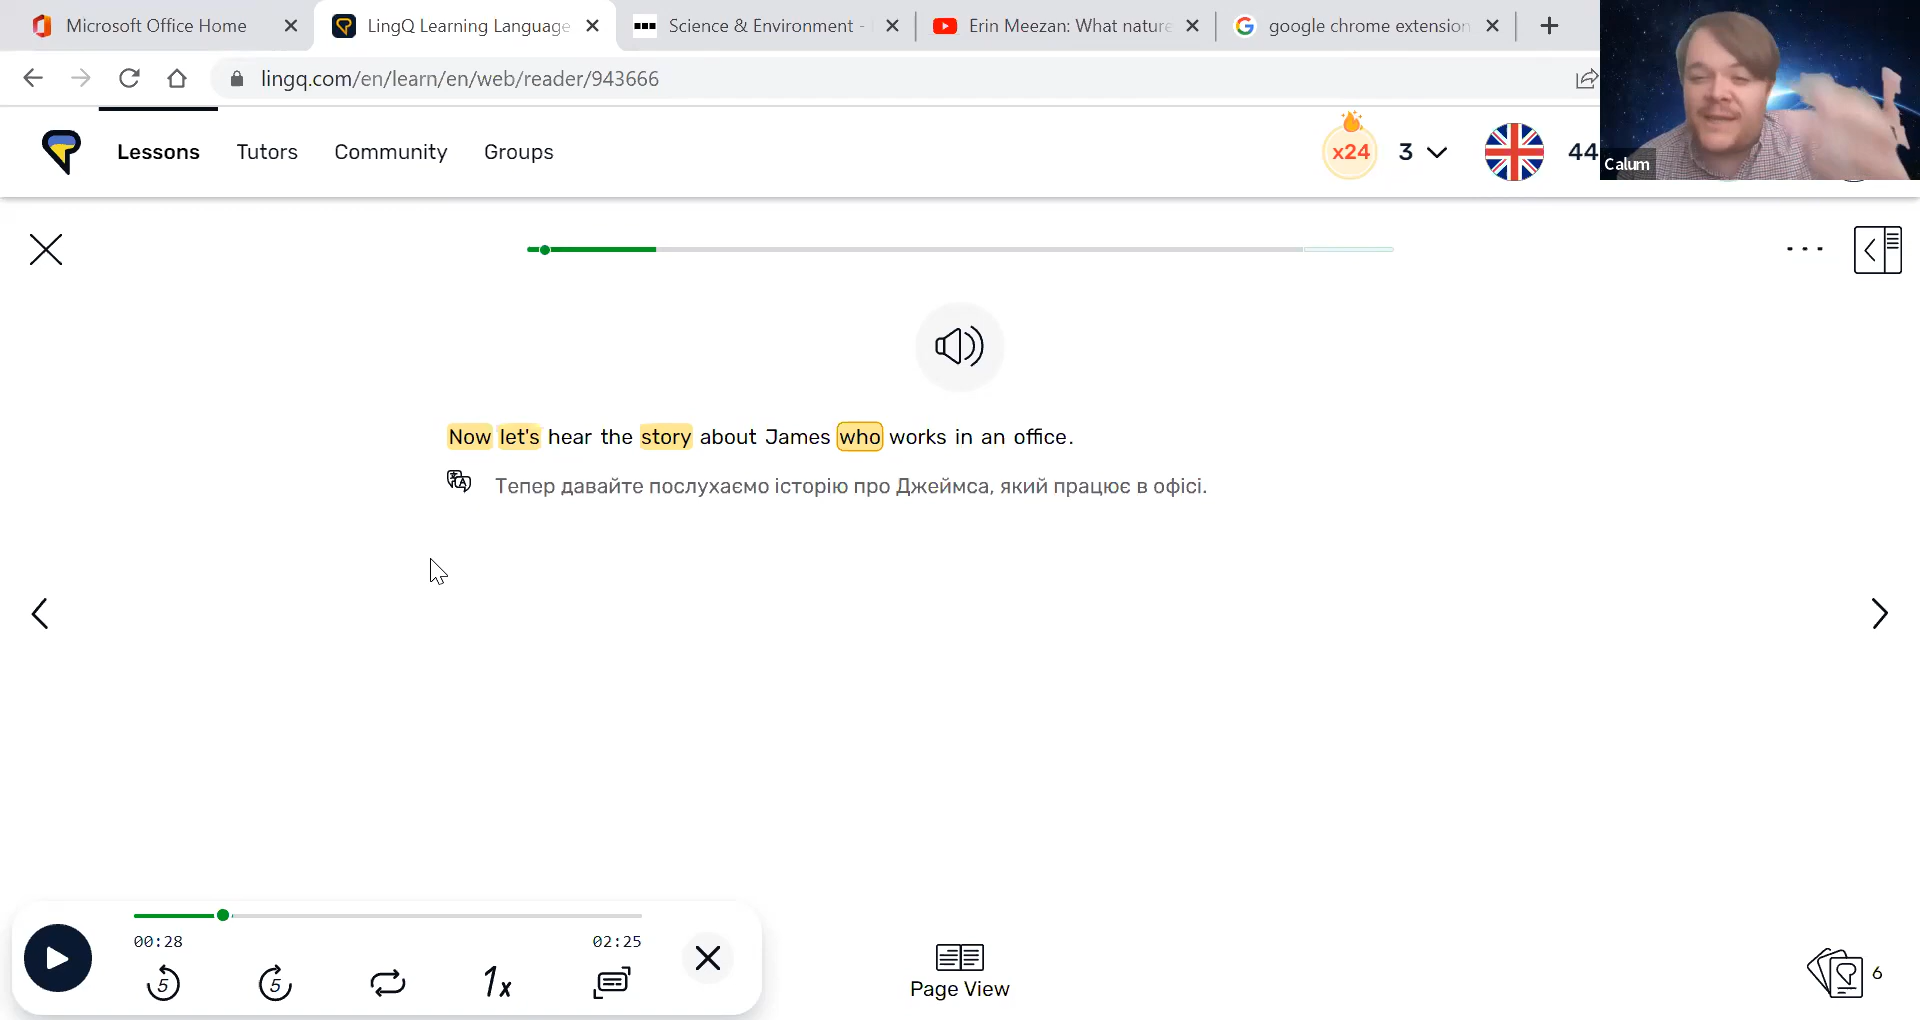 Microsoft Office Home
LingQ Learning Language
Science & Environment -
Erin Meezan: What nature
google chrome extension
lingq.com/en/learn/en/web/reader/943666
Lessons
Tutors
Community
Groups
x24
3
44
Calum
Now let's hear the story about James who works in an office.
Тепер давайте послухаємо історію про Джеймса, який працює в офісі.
00:28
02:25
5
5
1x
Page View
6